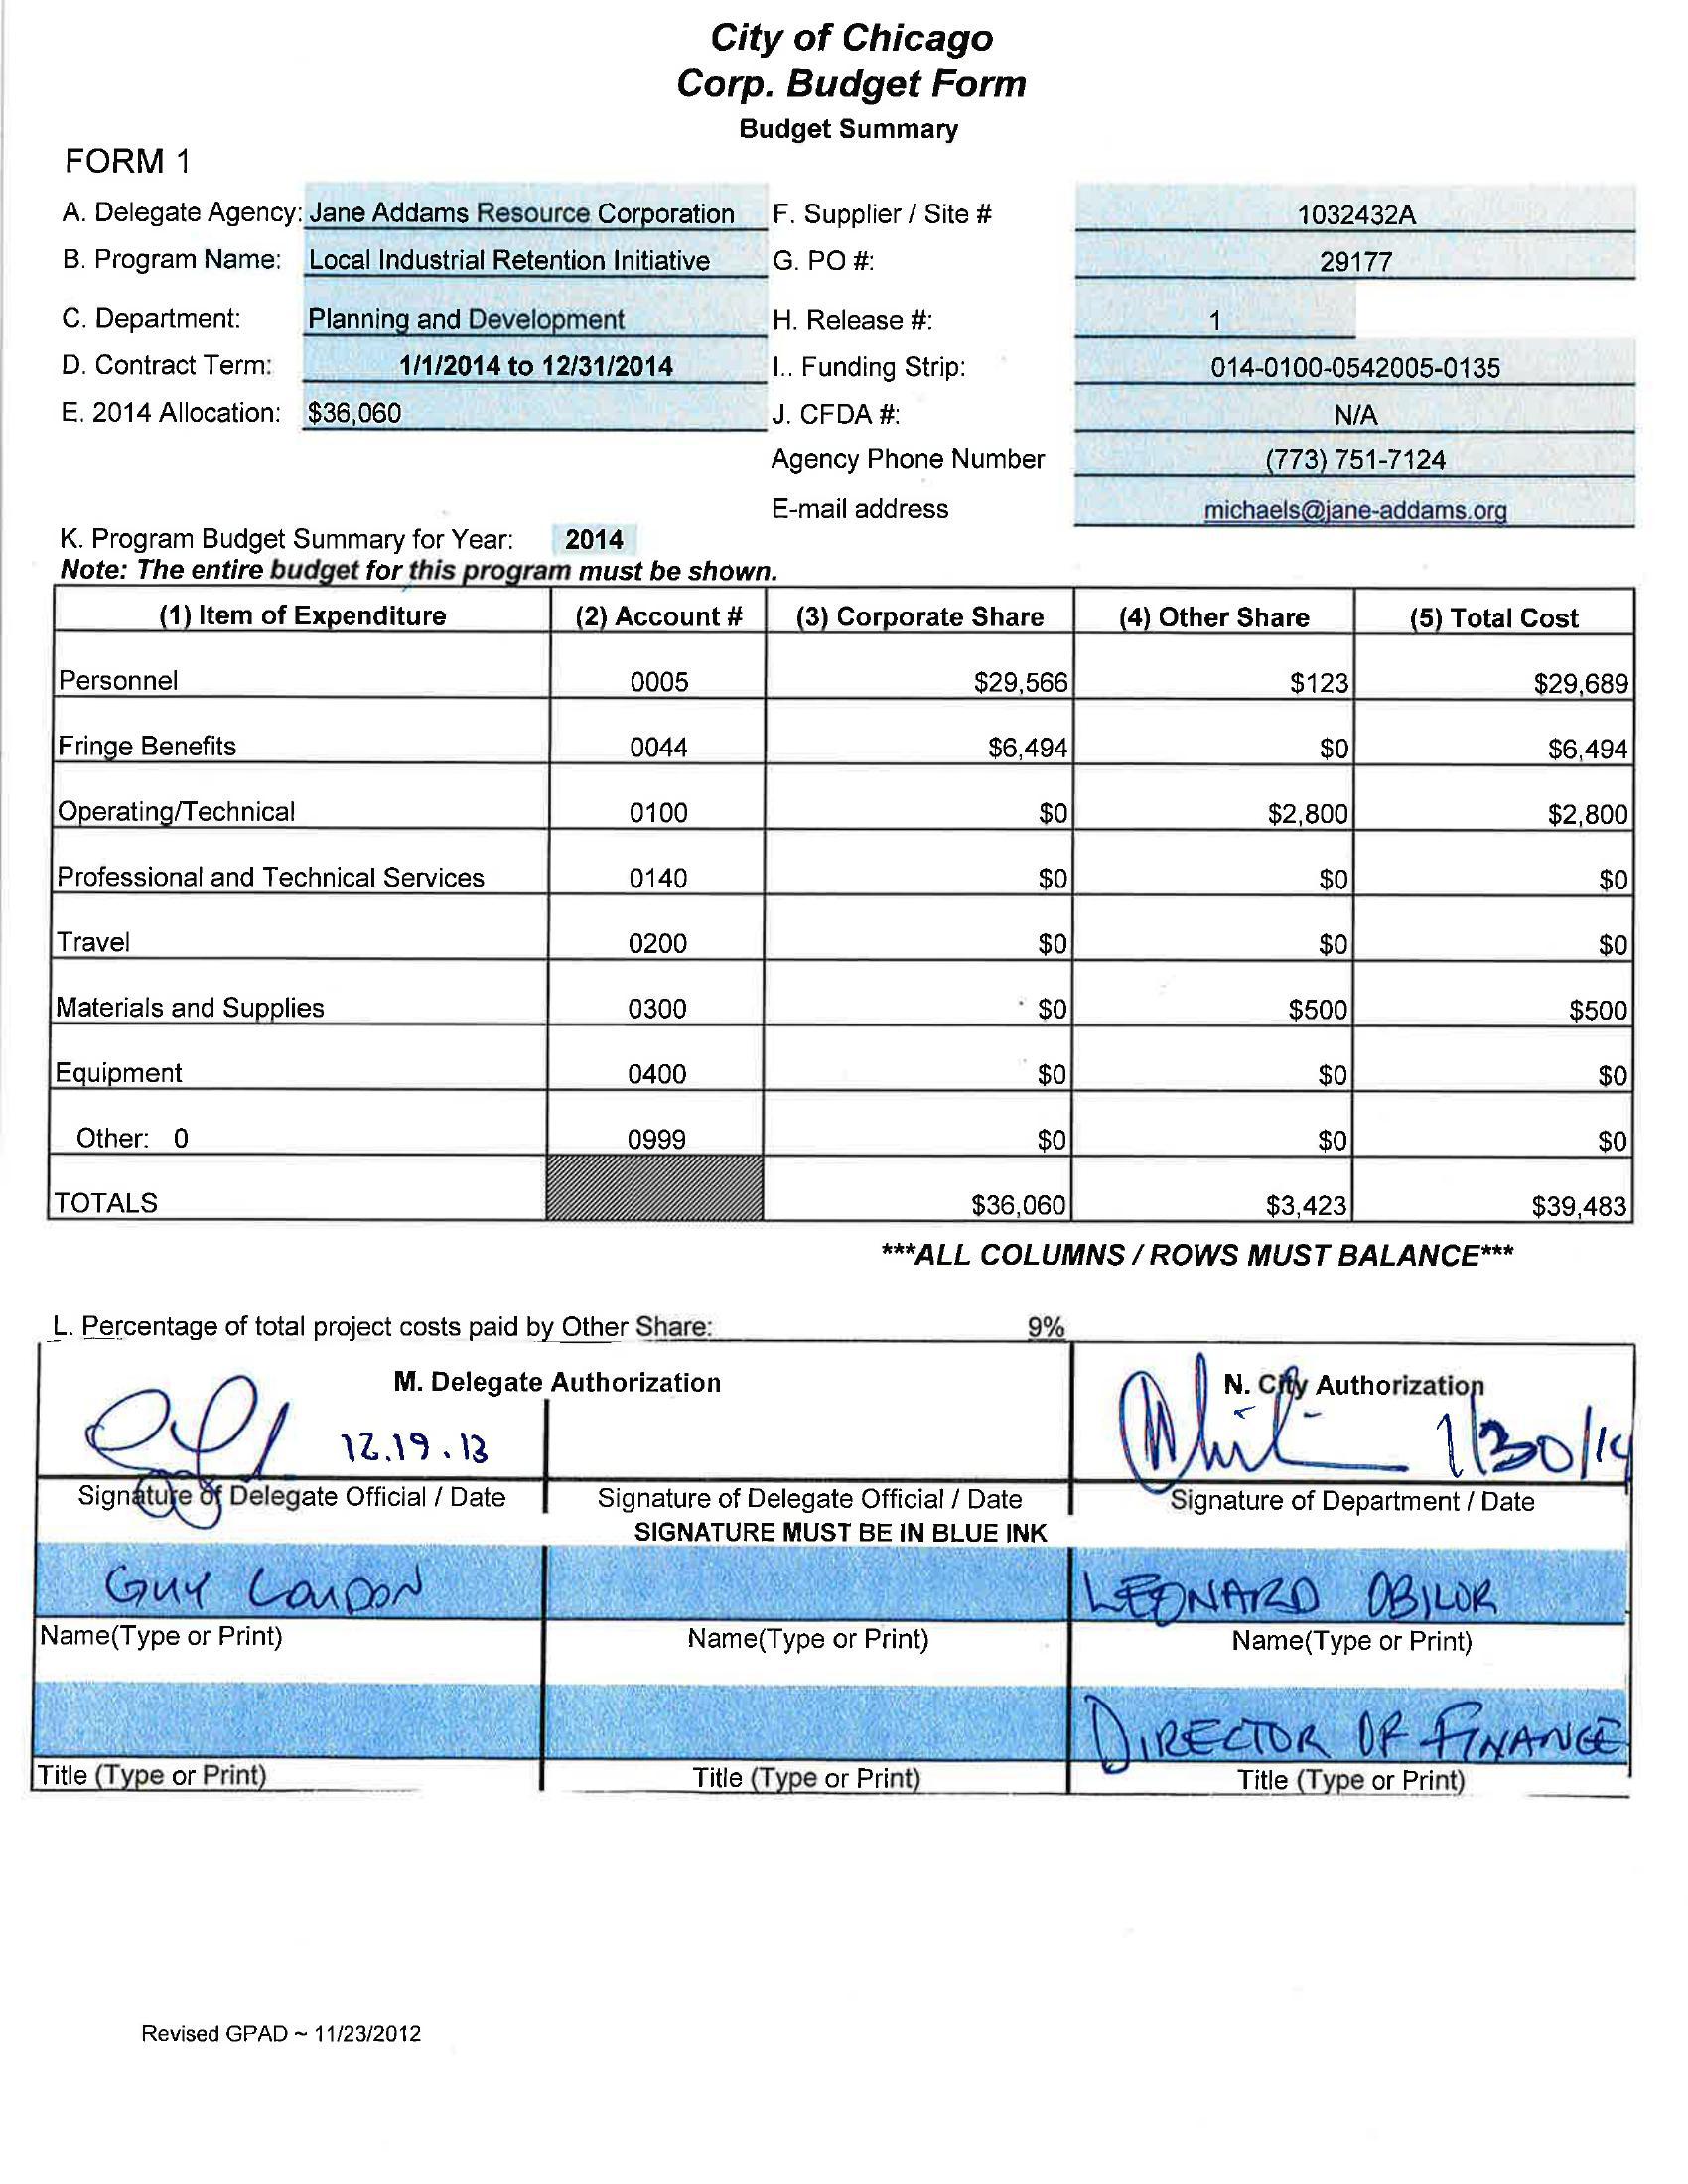 City of Chicago
Corp. Budget Form
Budget Summary
FORM 1
A. Delegate Agency: Jane Addams Resource Corporation F. Supplier / Site # 1032432A
B. Program Name: Local Industrial Retention Initiative G. PO #: 29177
C. Department: Planning and Development H. Release #: 1
D. Contract Term: 1/1/2014 to 12/31/2014 I.. Funding Strip: 014-0100-0542005-0135
E. 2014 Allocation: $36,060 J. CFDA #: N/A
Agency Phone Number (773) 751-7124
E-mail address michaels@jane-addams.org
K. Program Budget Summary for Year: 2014
Note: The entire budget for this program must be shown.
(1) Item of Expenditure (2) Account # (3) Corporate Share (4) Other Share (5) Total Cost
Personnel 0005 $29,566 $123 $29,689
Fringe Benefits 0044 $6,494 $0 $6,494
Operating/Technical 0100 $0 $2,800 $2,800
Professional and Technical Services 0140 $0 $0 $0
Travel 0200 $0 $0 $0
Materials and Supplies 0300 $0 $500 $500
Equipment 0400 $0 $0 $0
Other: 0 0999 $0 $0 $0
TOTALS $36,060 $3,423 $39,483
***ALL COLUMNS / ROWS MUST BALANCE***
L. Percentage of total project costs paid by Other Share: 9%
M. Delegate Authorization N. City Authorization
12.19.13 1/30/14
Signature of Delegate Official / Date Signature of Delegate Official / Date Signature of Department / Date
SIGNATURE MUST BE IN BLUE INK
GUY LOUDON LEONARD OBILOR
Name(Type or Print) Name(Type or Print) Name(Type or Print)
DIRECTOR OF FINANCE
Title (Type or Print) Title (Type or Print) Title (Type or Print)
Revised GPAD ~ 11/23/2012